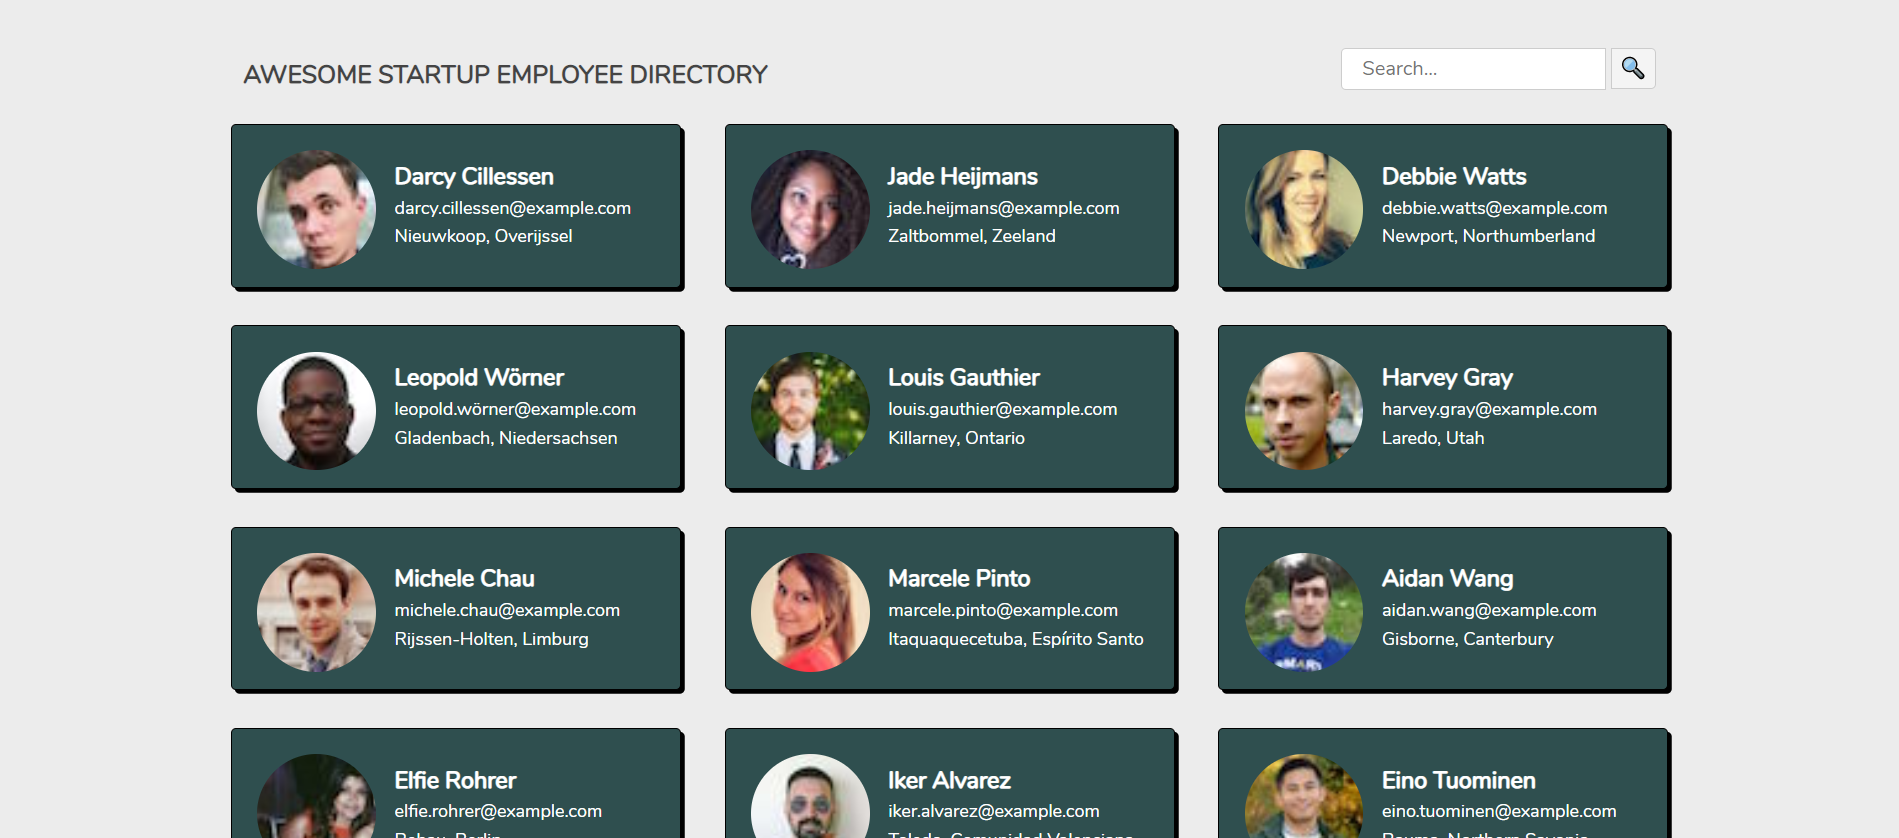 AWESOME STARTUP EMPLOYEE DIRECTORY
Search...
Darcy Cillessen
darcy.cillessen@example.com
Nieuwkoop, Overijssel
Jade Heijmans
jade.heijmans@example.com
Zaltbommel, Zeeland
Debbie Watts
debbie.watts@example.com
Newport, Northumberland
Leopold Wörner
leopold.wörner@example.com
Gladenbach, Niedersachsen
Louis Gauthier
louis.gauthier@example.com
Killarney, Ontario
Harvey Gray
harvey.gray@example.com
Laredo, Utah
Michele Chau
michele.chau@example.com
Rijssen-Holten, Limburg
Marcele Pinto
marcele.pinto@example.com
Itaquaquecetuba, Espírito Santo
Aidan Wang
aidan.wang@example.com
Gisborne, Canterbury
Elfie Rohrer
elfie.rohrer@example.com
Iker Alvarez
iker.alvarez@example.com
Eino Tuominen
eino.tuominen@example.com